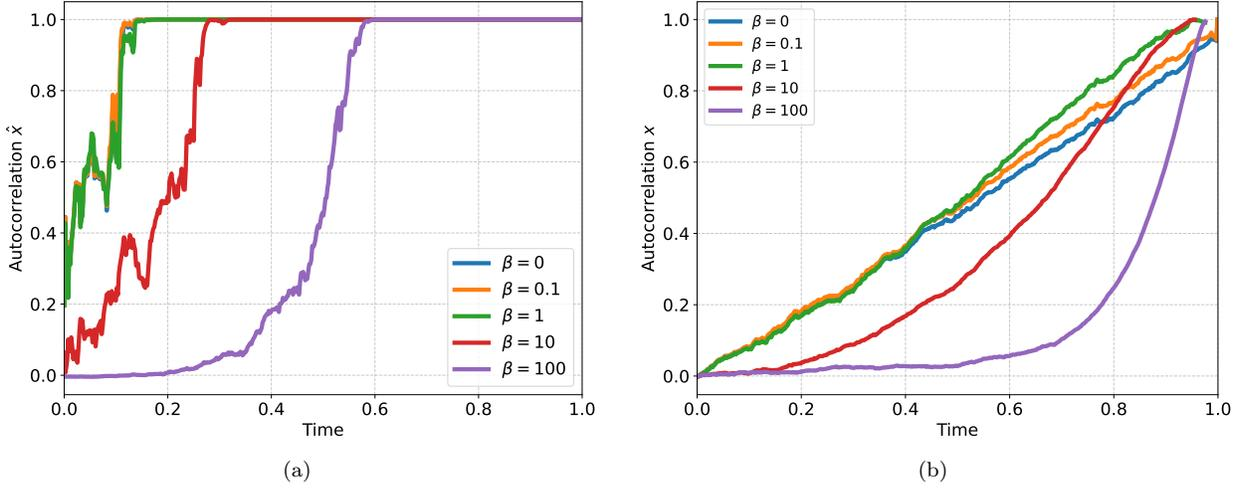 1.0
0.8
0.6
0.4
0.2
0.0
Autocorrelation x̂
0.0 0.2 0.4 0.6 0.8 1.0
Time
β = 0
β = 0.1
β = 1
β = 10
β = 100
(a)
1.0
0.8
0.6
0.4
0.2
0.0
Autocorrelation x
0.0 0.2 0.4 0.6 0.8 1.0
Time
β = 0
β = 0.1
β = 1
β = 10
β = 100
(b)